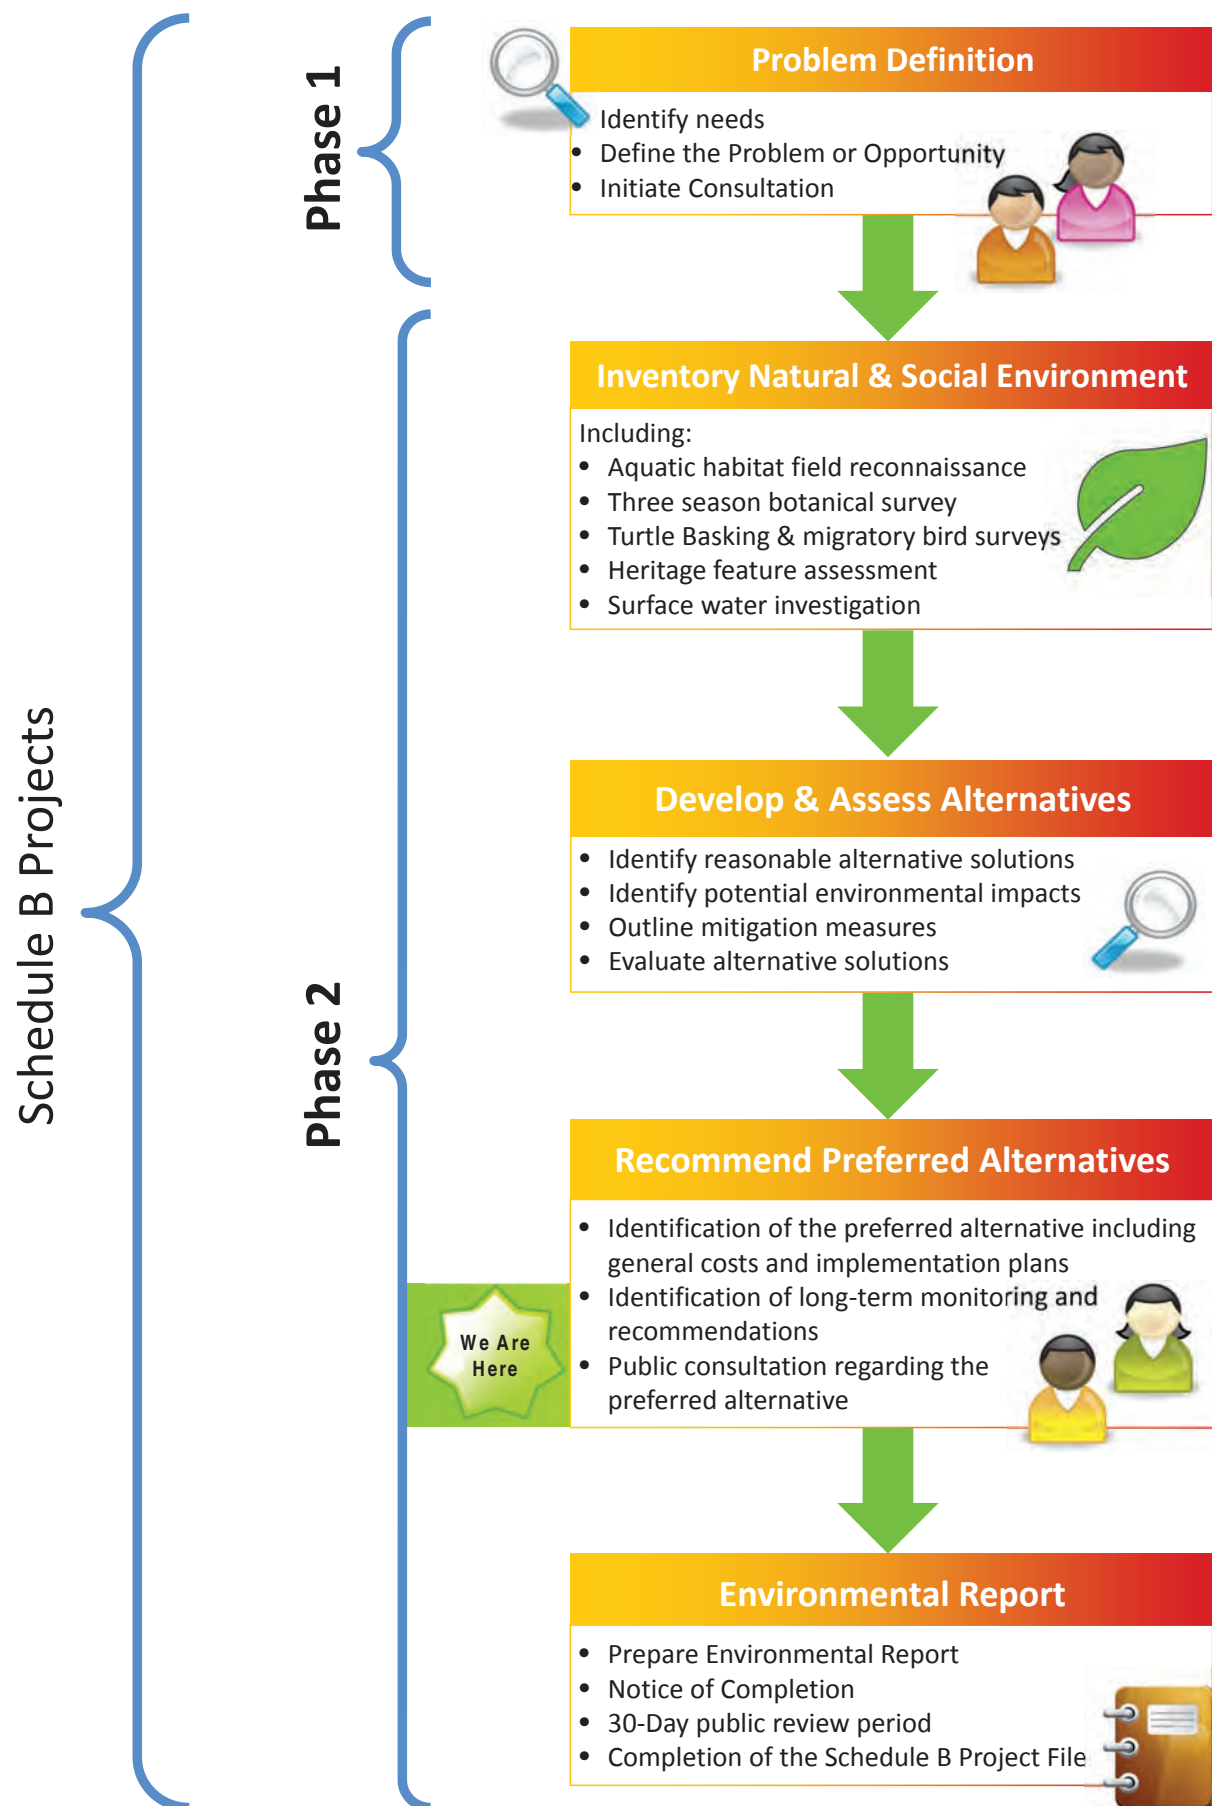 Schedule B Projects
Phase 1
Problem Definition
Identify needs
• Define the Problem or Opportunity
• Initiate Consultation
Phase 2
Inventory Natural & Social Environment
Including:
• Aquatic habitat field reconnaissance
• Three season botanical survey
• Turtle Basking & migratory bird surveys
• Heritage feature assessment
• Surface water investigation
Develop & Assess Alternatives
• Identify reasonable alternative solutions
• Identify potential environmental impacts
• Outline mitigation measures
• Evaluate alternative solutions
Recommend Preferred Alternatives
• Identification of the preferred alternative including
general costs and implementation plans
• Identification of long-term monitoring and
recommendations
• Public consultation regarding the
preferred alternative
We Are
Here
Environmental Report
• Prepare Environmental Report
• Notice of Completion
• 30-Day public review period
• Completion of the Schedule B Project File